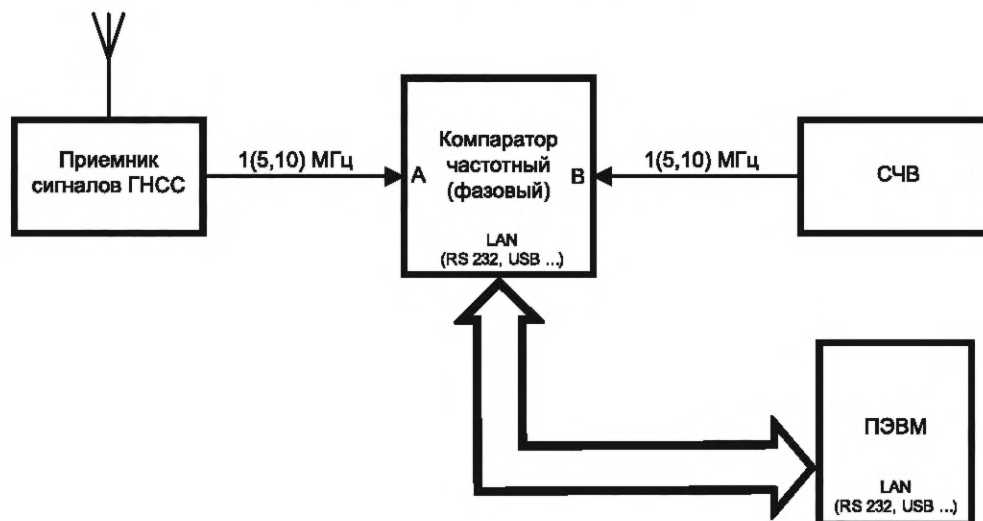 Приемник
сигналов ГНСС
1(5,10) МГц
А
Компаратор
частотный
(фазовый)
В
LAN
(RS 232, USB ...)
1(5,10) МГц
СЧВ
ПЭВМ
LAN
(RS 232, USB ...)